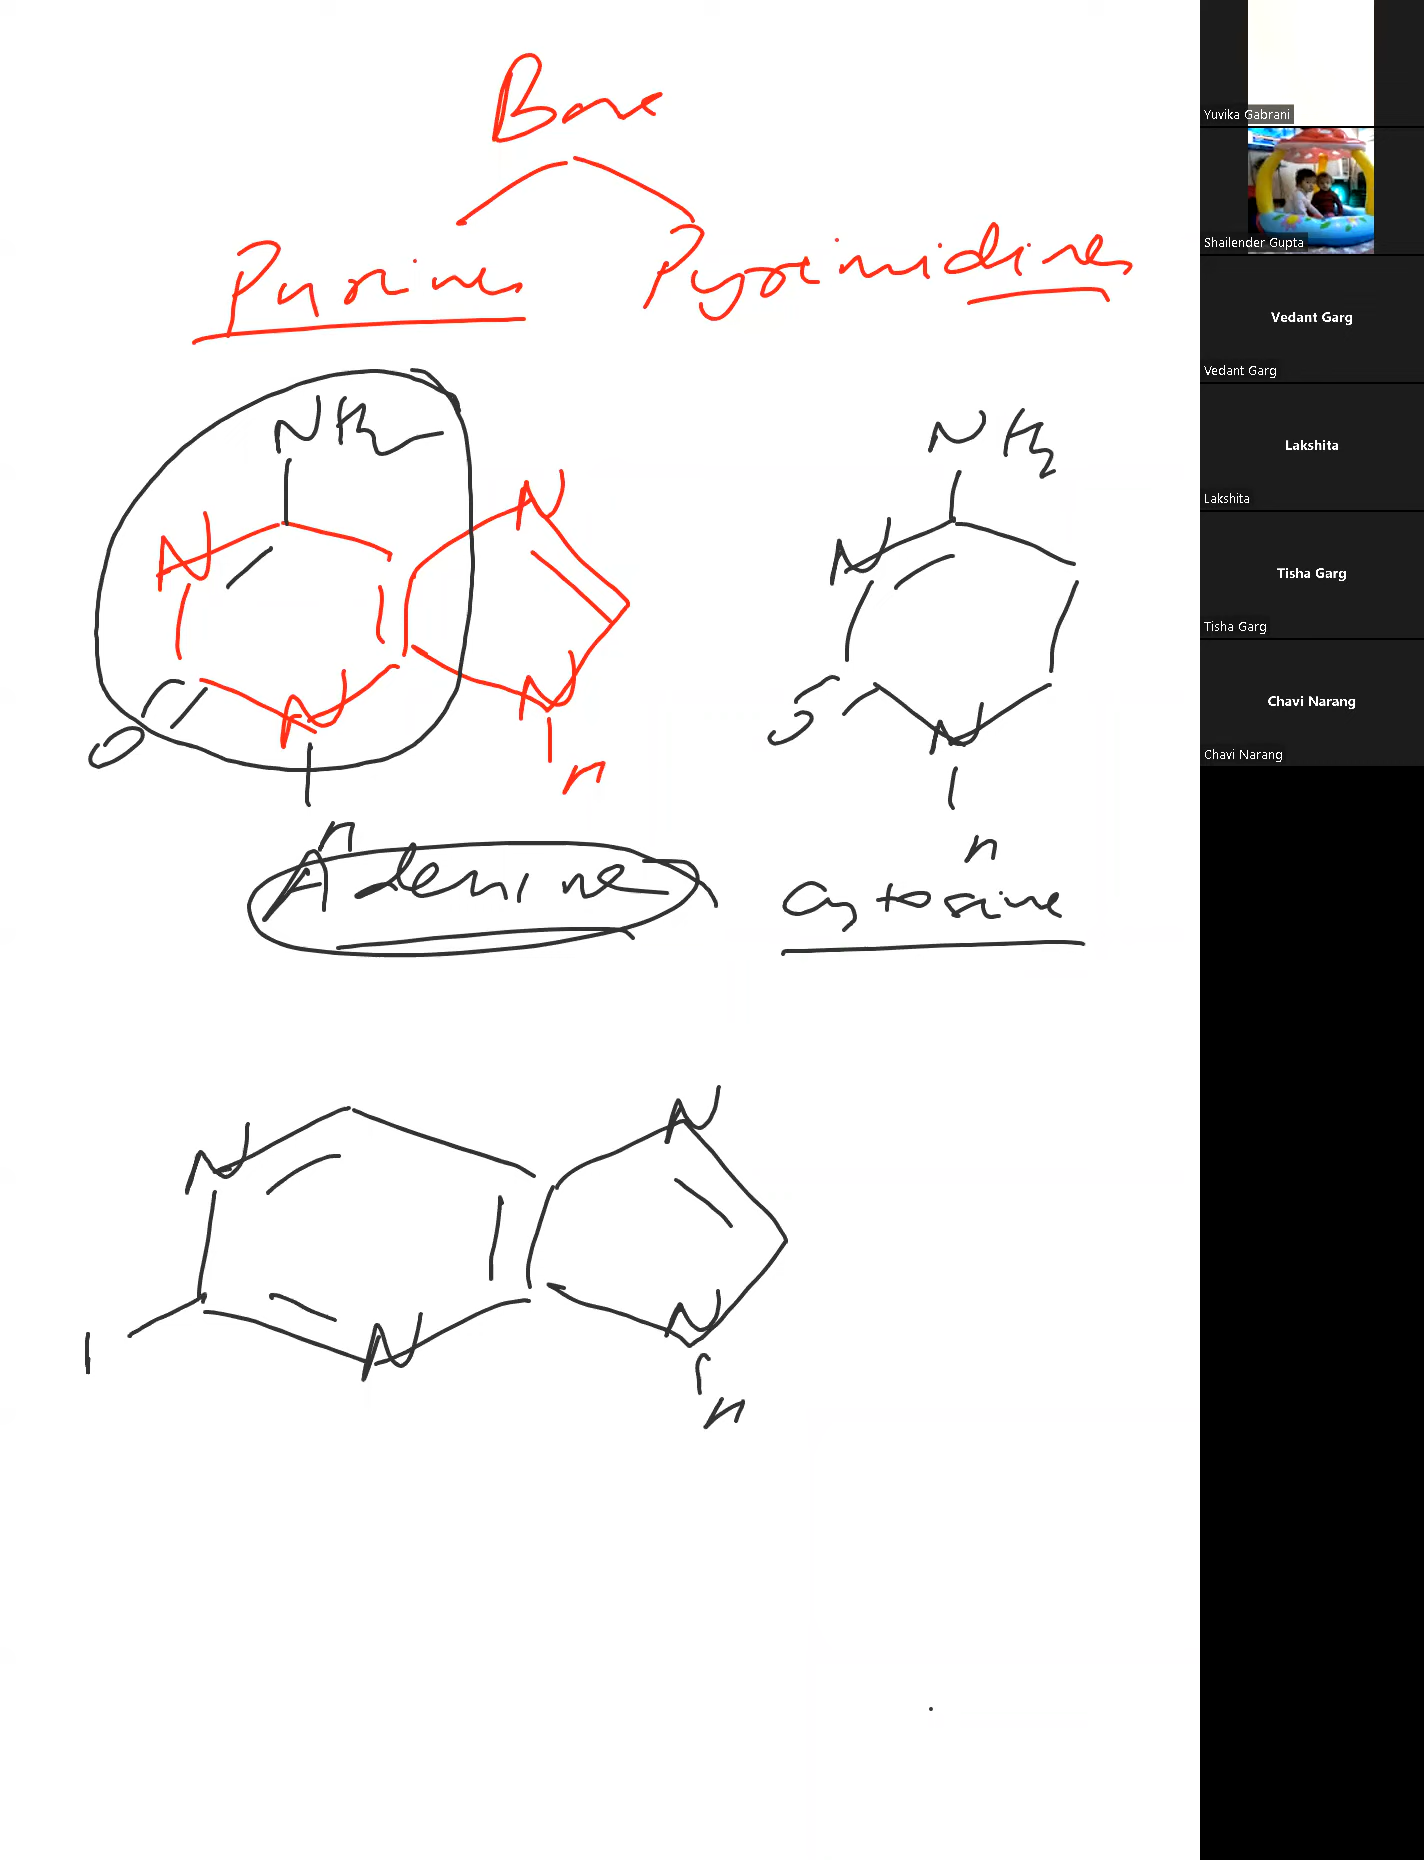 Base
Purines Pyrimidines
NH2 NH2
N N N
O N N O N
H H H
Adenine Cytosine
N N
N N
H
Yuvika Gabrani
Shailender Gupta
Vedant Garg
Vedant Garg
Lakshita
Lakshita
Tisha Garg
Tisha Garg
Chavi Narang
Chavi Narang